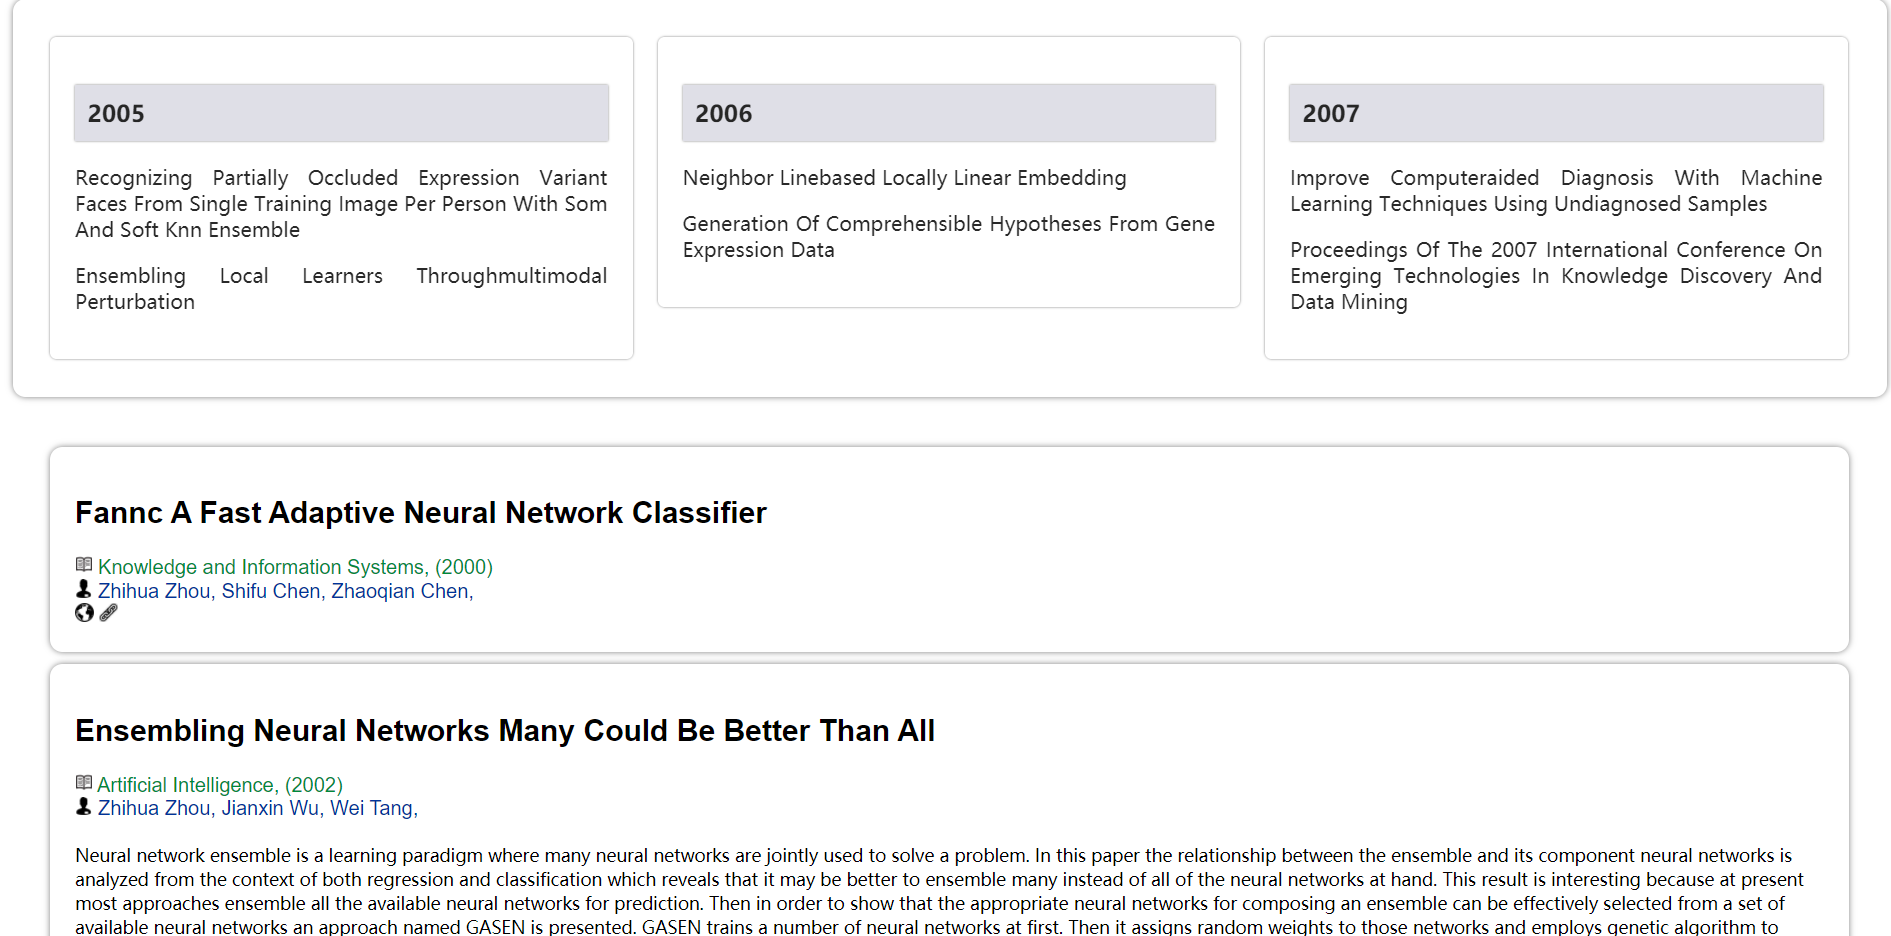 2005
Recognizing Partially Occluded Expression Variant
Faces From Single Training Image Per Person With Som
And Soft Knn Ensemble
Ensembling Local Learners Throughmultimodal
Perturbation
2006
Neighbor Linebased Locally Linear Embedding
Generation Of Comprehensible Hypotheses From Gene
Expression Data
2007
Improve Computeraided Diagnosis With Machine
Learning Techniques Using Undiagnosed Samples
Proceedings Of The 2007 International Conference On
Emerging Technologies In Knowledge Discovery And
Data Mining
Fannc A Fast Adaptive Neural Network Classifier
Knowledge and Information Systems, (2000)
Zhihua Zhou, Shifu Chen, Zhaoqian Chen,
Ensembling Neural Networks Many Could Be Better Than All
Artificial Intelligence, (2002)
Zhihua Zhou, Jianxin Wu, Wei Tang,
Neural network ensemble is a learning paradigm where many neural networks are jointly used to solve a problem. In this paper the relationship between the ensemble and its component neural networks is
analyzed from the context of both regression and classification which reveals that it may be better to ensemble many instead of all of the neural networks at hand. This result is interesting because at present
most approaches ensemble all the available neural networks for prediction. Then in order to show that the appropriate neural networks for composing an ensemble can be effectively selected from a set of
available neural networks an approach named GASEN is presented. GASEN trains a number of neural networks at first. Then it assigns random weights to those networks and employs genetic algorithm to